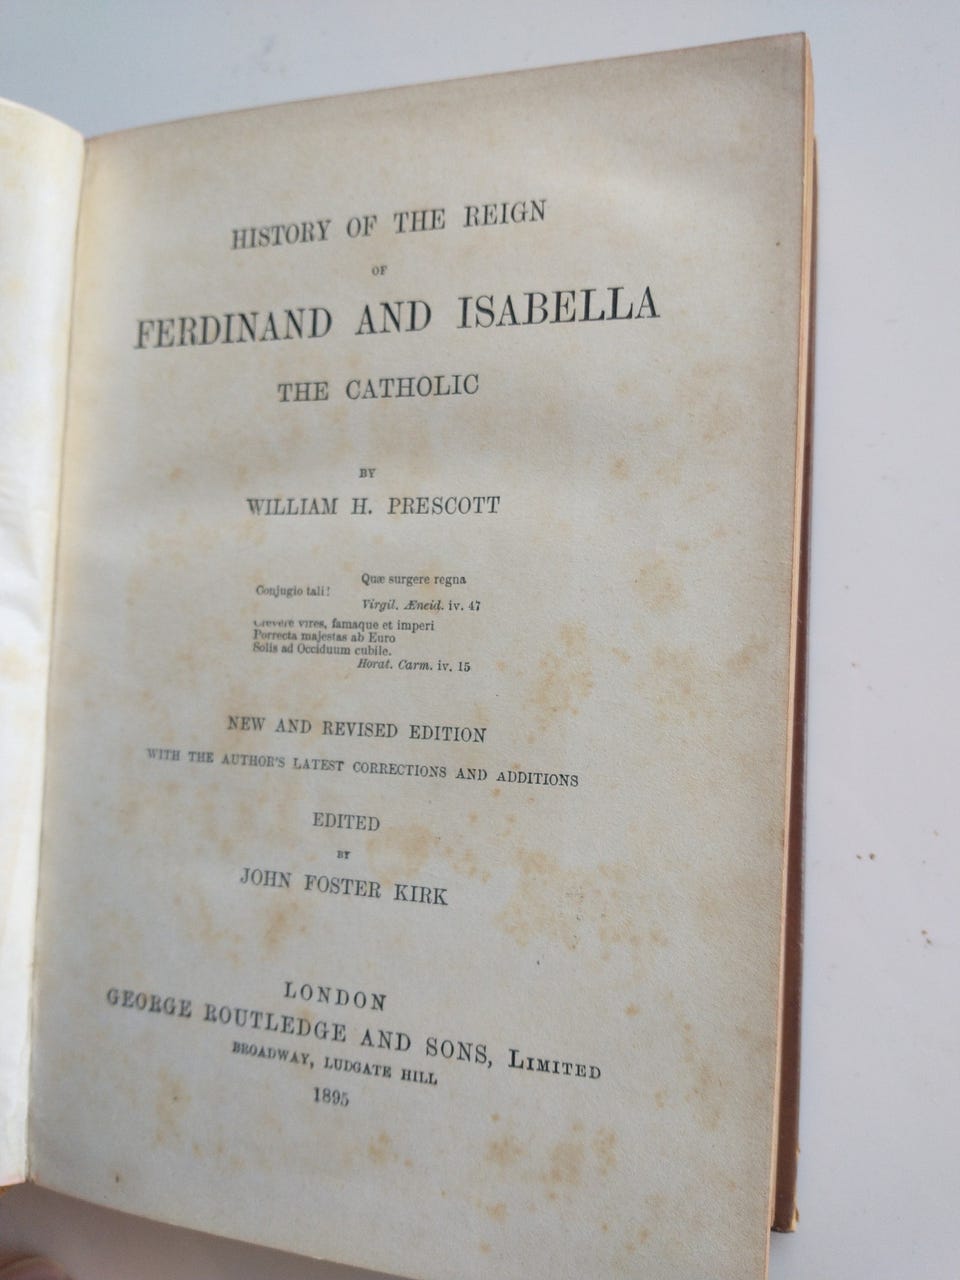 HISTORY OF THE REIGN
OF
FERDINAND AND ISABELLA
THE CATHOLIC
BY
WILLIAM H. PRESCOTT
Quæ surgere regna
Conjugio tali!
Virgil. Æneid. iv. 47
Crevere vires, famaque et imperi
Porrecta majestas ab Euro
Solis ad Occiduum cubile.
Horat. Carm. iv. 15
NEW AND REVISED EDITION
WITH THE AUTHOR'S LATEST CORRECTIONS AND ADDITIONS
EDITED
BY
JOHN FOSTER KIRK
LONDON
GEORGE ROUTLEDGE AND SONS, LIMITED
BROADWAY, LUDGATE HILL
1895